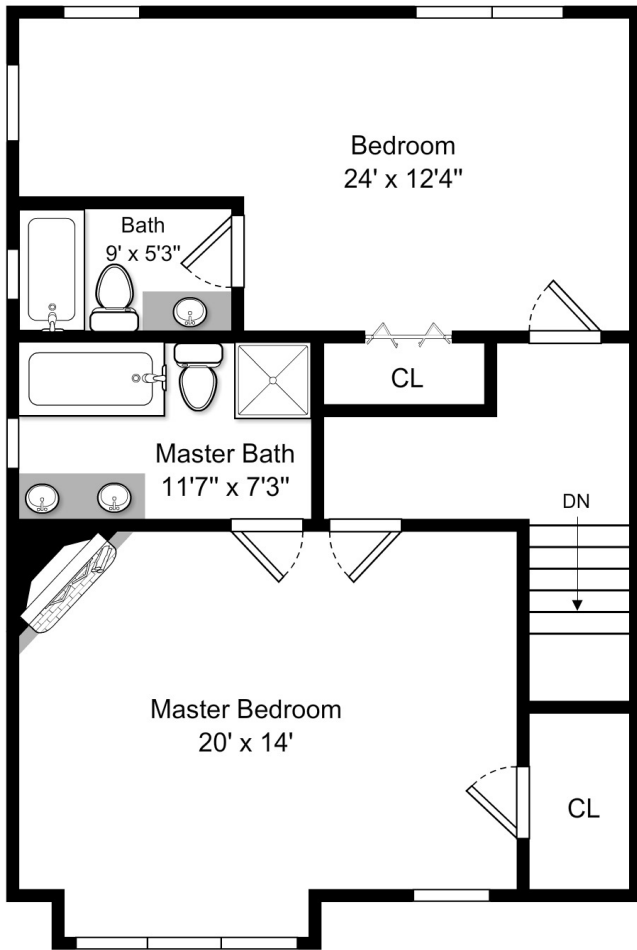 Bedroom
24' x 12'4"
Bath
9' x 5'3"
CL
Master Bath
11'7" x 7'3"
DN
Master Bedroom
20' x 14'
CL